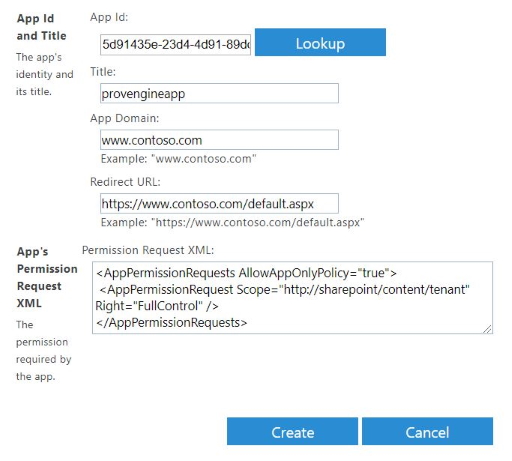 App Id and Title
The app's identity and its title.
App Id:
5d91435e-23d4-4d91-89d
Lookup
Title:
provengineapp
App Domain:
www.contoso.com
Example: "www.contoso.com"
Redirect URL:
https://www.contoso.com/default.aspx
Example: "https://www.contoso.com/default.aspx"
App's Permission Request XML
The permission required by the app.
Permission Request XML:
<AppPermissionRequests AllowAppOnlyPolicy="true">
<AppPermissionRequest Scope="http://sharepoint/content/tenant"
Right="FullControl" />
</AppPermissionRequests>
Create
Cancel